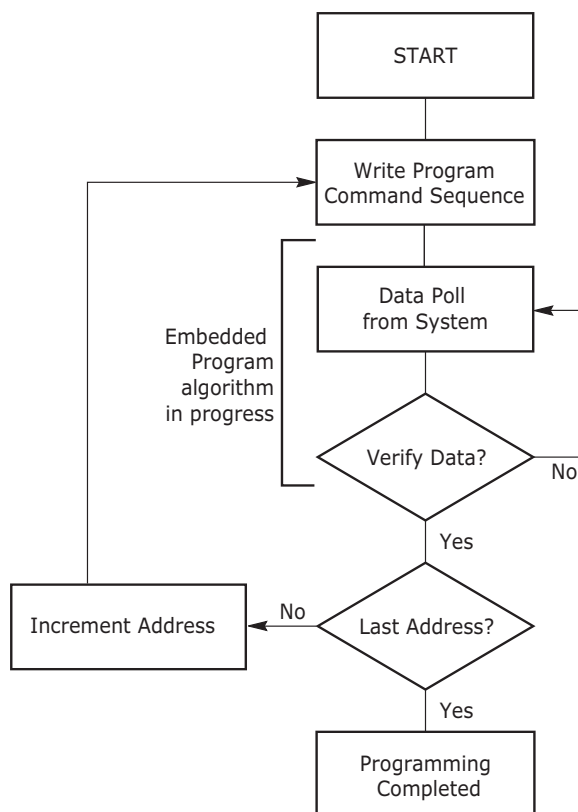 START
Write Program
Command Sequence
Data Poll
from System
Embedded
Program
algorithm
in progress
Verify Data?
No
Yes
Last Address?
No
Increment Address
Yes
Programming
Completed